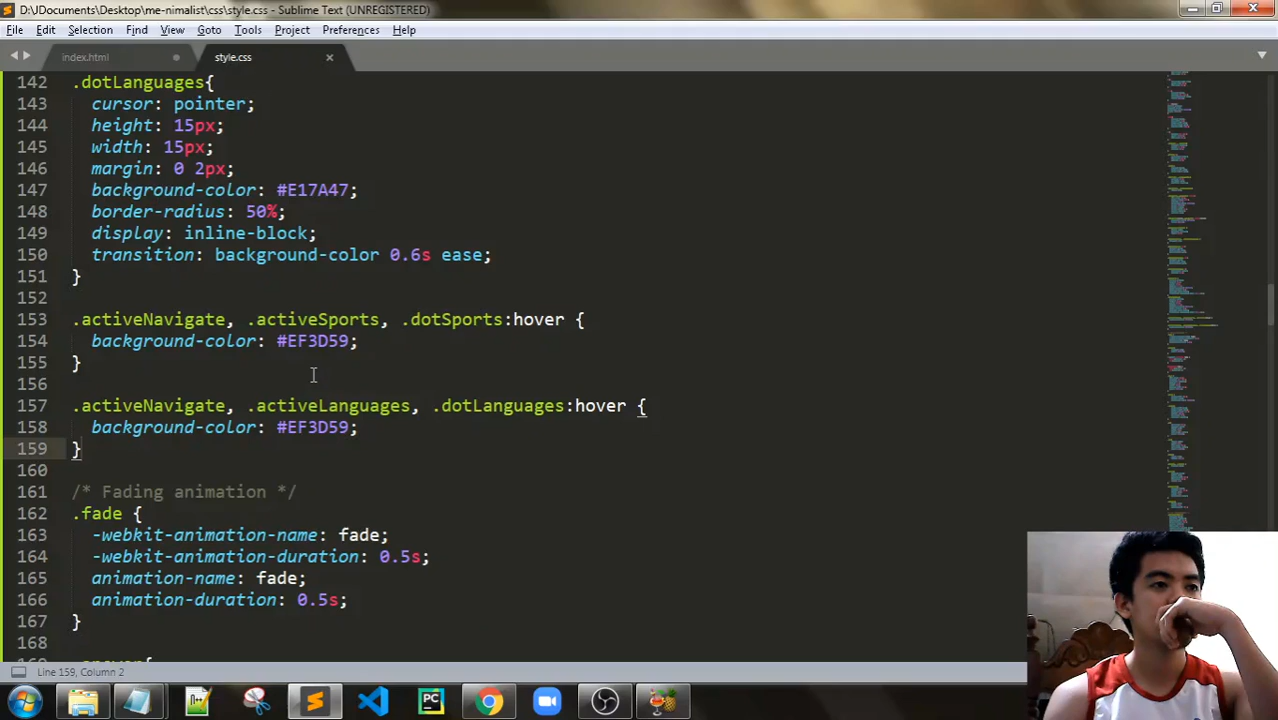 D:\JDocuments\Desktop\me-nimalist\css\style.css - Sublime Text (UNREGISTERED)
File Edit Selection Find View Goto Tools Project Preferences Help
index.html style.css
142 .dotLanguages{
143 cursor: pointer;
144 height: 15px;
145 width: 15px;
146 margin: 0 2px;
147 background-color: #E17A47;
148 border-radius: 50%;
149 display: inline-block;
150 transition: background-color 0.6s ease;
151 }
152
153 .activeNavigate, .activeSports, .dotSports:hover {
154 background-color: #EF3D59;
155 }
156
157 .activeNavigate, .activeLanguages, .dotLanguages:hover {
158 background-color: #EF3D59;
159 }
160
161 /* Fading animation */
162 .fade {
163 -webkit-animation-name: fade;
164 -webkit-animation-duration: 0.5s;
165 animation-name: fade;
166 animation-duration: 0.5s;
167 }
168
Line 159, Column 2
PC